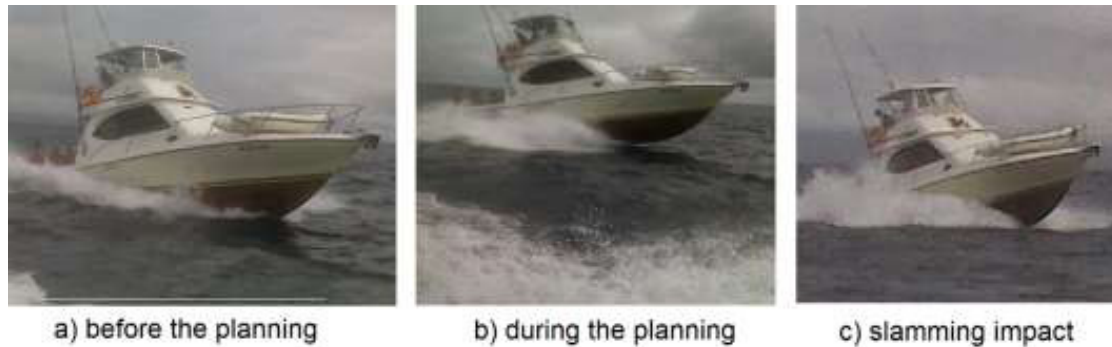 a) before the planning
b) during the planning
c) slamming impact